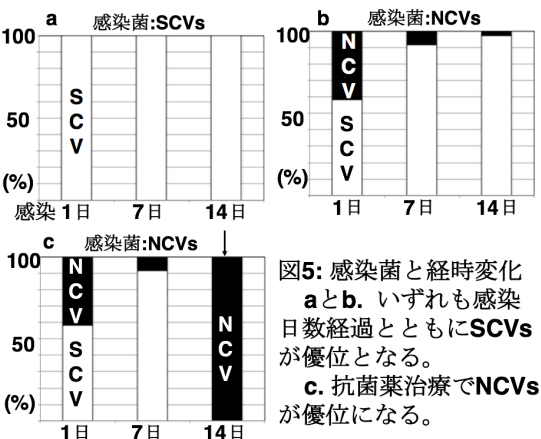 a
感染菌:SCVs
100
50
(%)
S
C
V
感染 1日 7日 14日
b
感染菌:NCVs
100
50
(%)
N
C
V
S
C
V
1日 7日 14日
c
感染菌:NCVs
100
50
(%)
N
C
V
S
C
V
N
C
V
1日 7日 14日
図5: 感染菌と経時変化
aとb. いずれも感染
日数経過とともにSCVs
が優位となる。
c. 抗菌薬治療でNCVs
が優位になる。